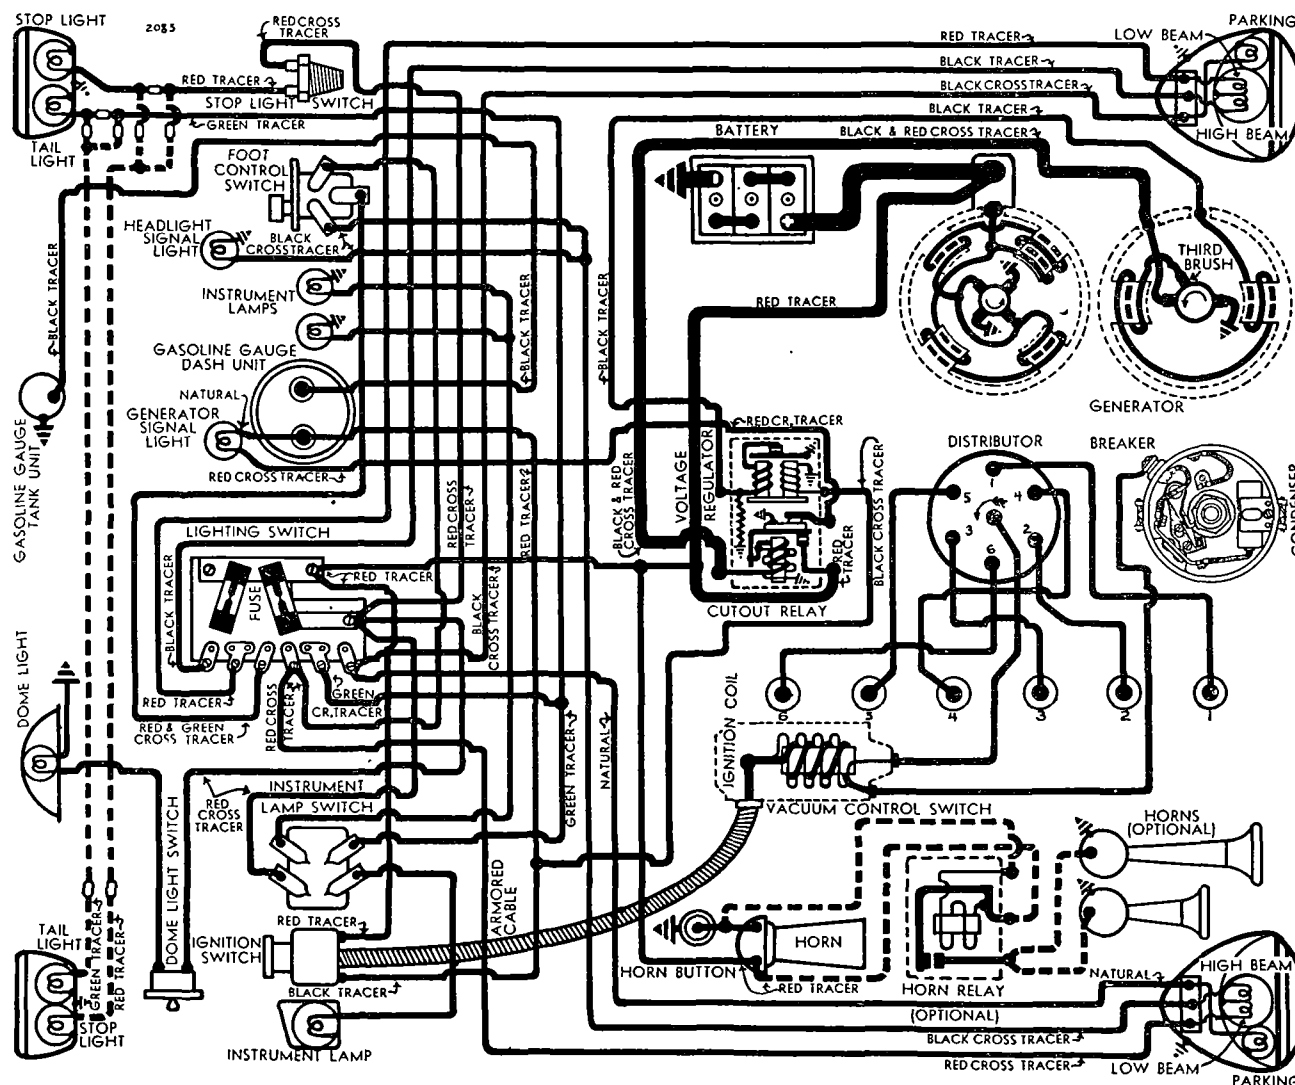 STOP LIGHT
2085
RED CROSS
TRACER
RED TRACER
STOP LIGHT SWITCH
GREEN TRACER
TAIL
LIGHT
FOOT
CONTROL
SWITCH
BLACK
CROSS TRACER
HEADLIGHT
SIGNAL
LIGHT
INSTRUMENT
LAMPS
BLACK TRACER
GASOLINE GAUGE
DASH UNIT
NATURAL
GENERATOR
SIGNAL
LIGHT
RED CROSS TRACER
GASOLINE GAUGE
TANK UNIT
BLACK TRACER
BLACK TRACER
RED TRACER
BLACK TRACER
BLACK CROSS TRACER
BLACK TRACER
BLACK & RED CROSS TRACER
PARKING
LOW BEAM
HIGH BEAM
BATTERY
RED TRACER
THIRD
BRUSH
GENERATOR
RED CR. TRACER
VOLTAGE
REGULATOR
BLACK & RED
CROSS TRACER
RED
TRACER
BLACK CROSS TRACER
CUTOUT RELAY
DISTRIBUTOR
1
5
4
3
2
6
BREAKER
CONDENSER
LIGHTING SWITCH
RED CROSS
TRACER
RED TRACER
RED TRACER
BLACK TRACER
FUSE
BLACK
CROSS TRACER
RED TRACER
GREEN
CR. TRACER
RED & GREEN
CROSS TRACER
RED CROSS
TRACER
DOME LIGHT
6
5
4
3
2
1
IGNITION COIL
VACUUM CONTROL SWITCH
GREEN TRACER
NATURAL
RED
CROSS
TRACER
INSTRUMENT
LAMP SWITCH
DOME LIGHT SWITCH
ARMORED
CABLE
RED TRACER
IGNITION
SWITCH
BLACK TRACER
INSTRUMENT LAMP
HORNS
(OPTIONAL)
HORN
HORN BUTTON
RED TRACER
HORN RELAY
(OPTIONAL)
TAIL
LIGHT
GREEN TRACER
RED TRACER
STOP
LIGHT
NATURAL
HIGH BEAM
BLACK CROSS TRACER
RED CROSS TRACER
LOW BEAM
PARKING